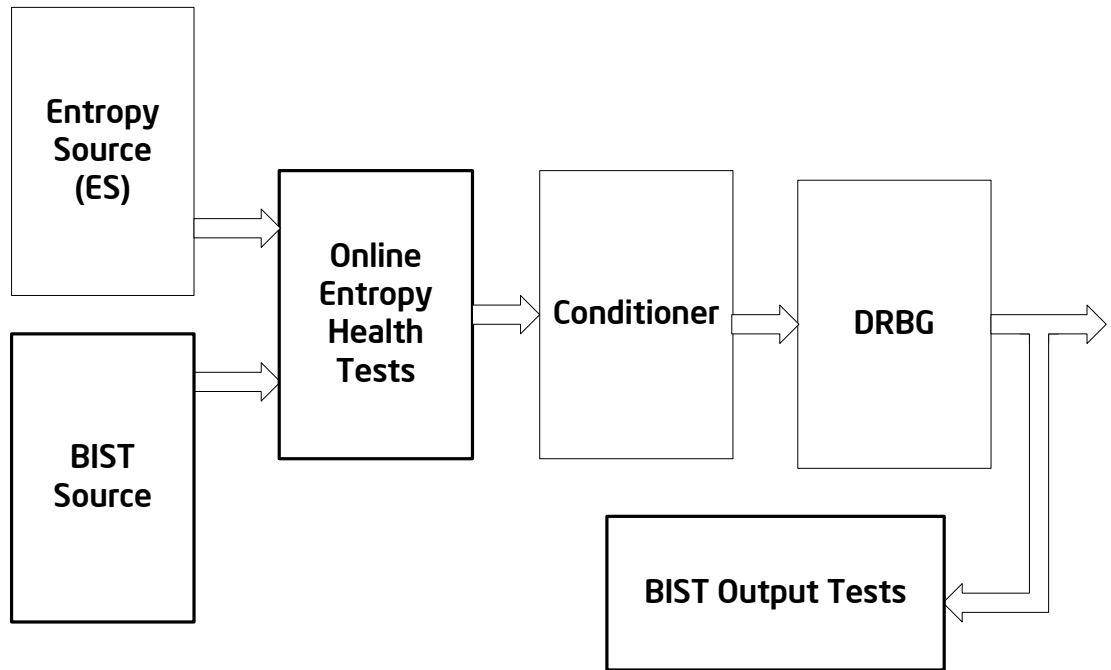 Entropy
Source
(ES)
Online
Entropy
Health
Tests
Conditioner
DRBG
BIST
Source
BIST Output Tests